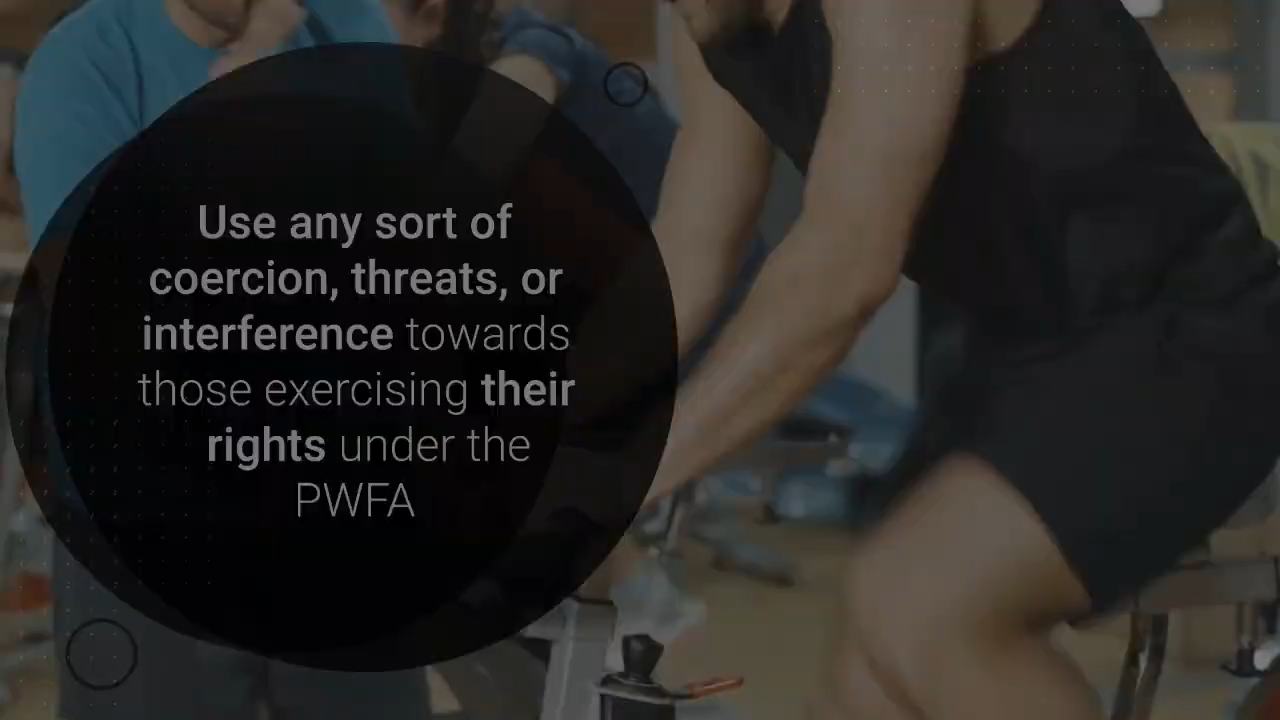 Use any sort of
coercion, threats, or
interference towards
those exercising their
rights under the
PWFA